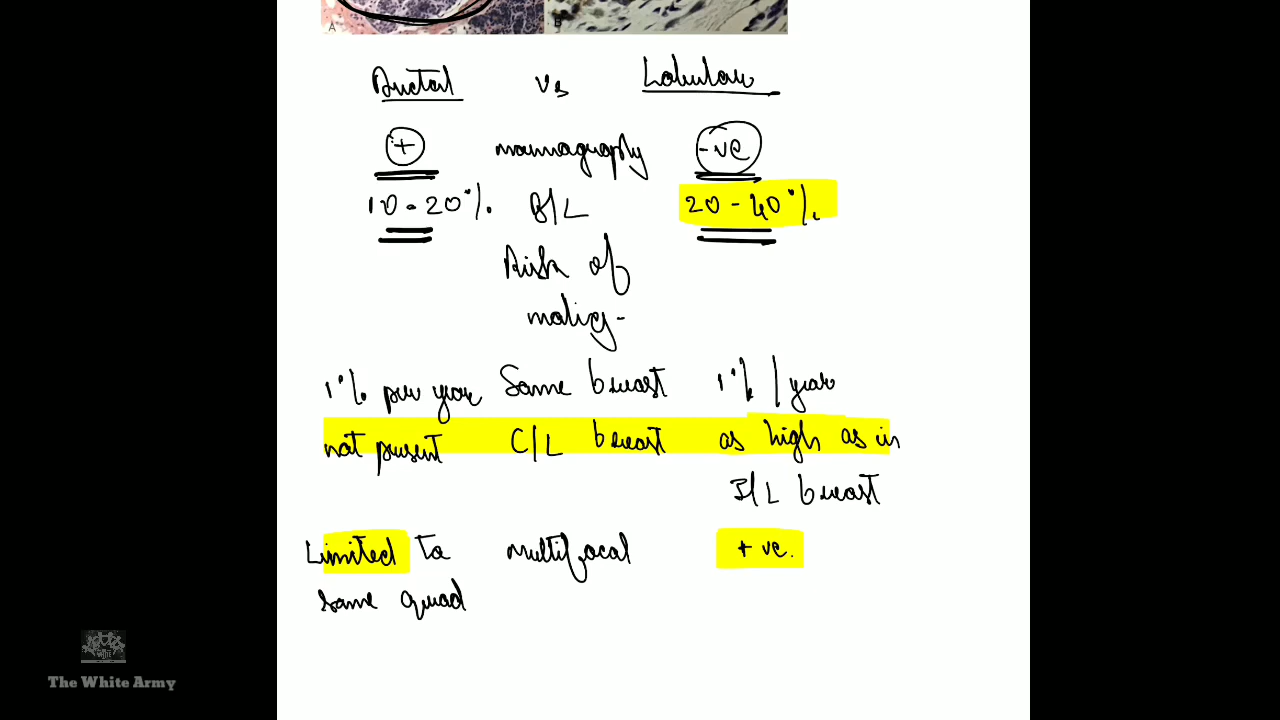 A B
Ductal vs Lobular
+ mammography -ve
10-20%. B/L 20-40%.
Risk of
malig-
1% per year Same breast 1% / year
not present C/L breast as high as in
I/L breast
Limited to multifocal +ve.
same quad
The White Army